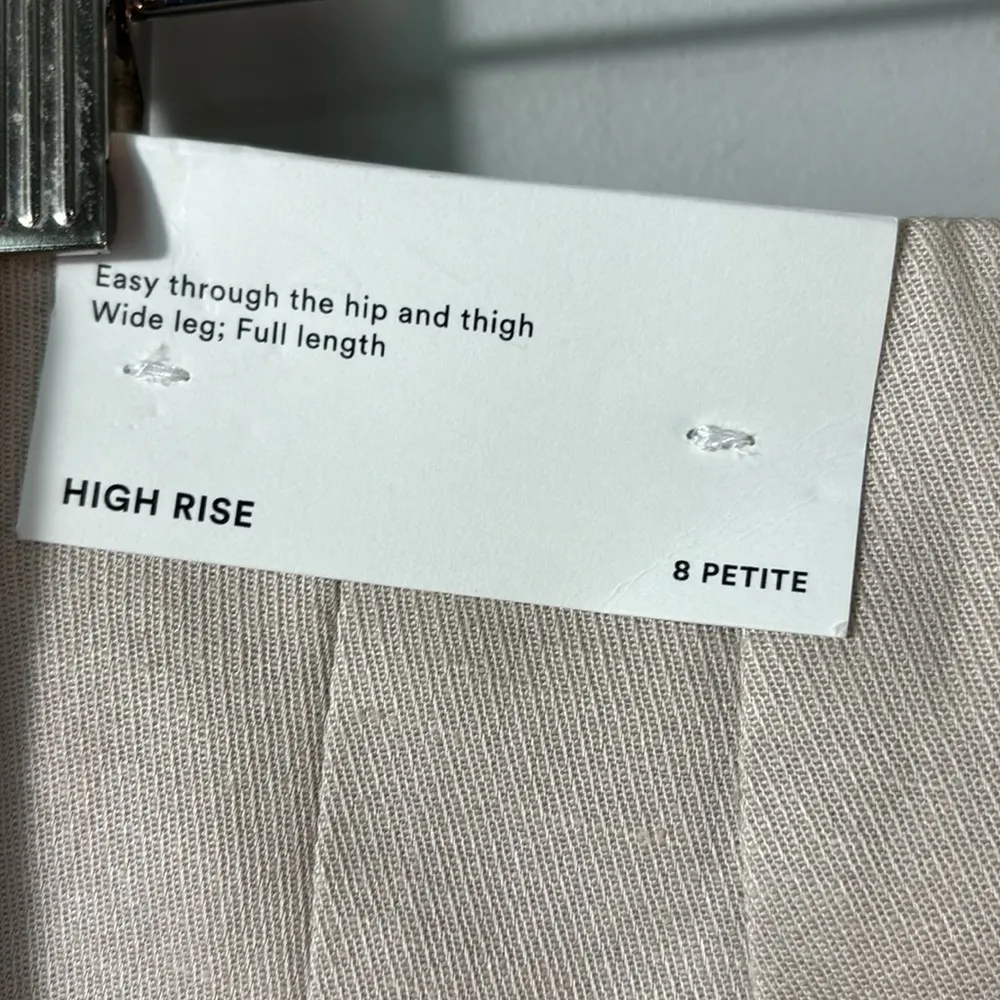 Easy through the hip and thigh
Wide leg; Full length
HIGH RISE
8 PETITE